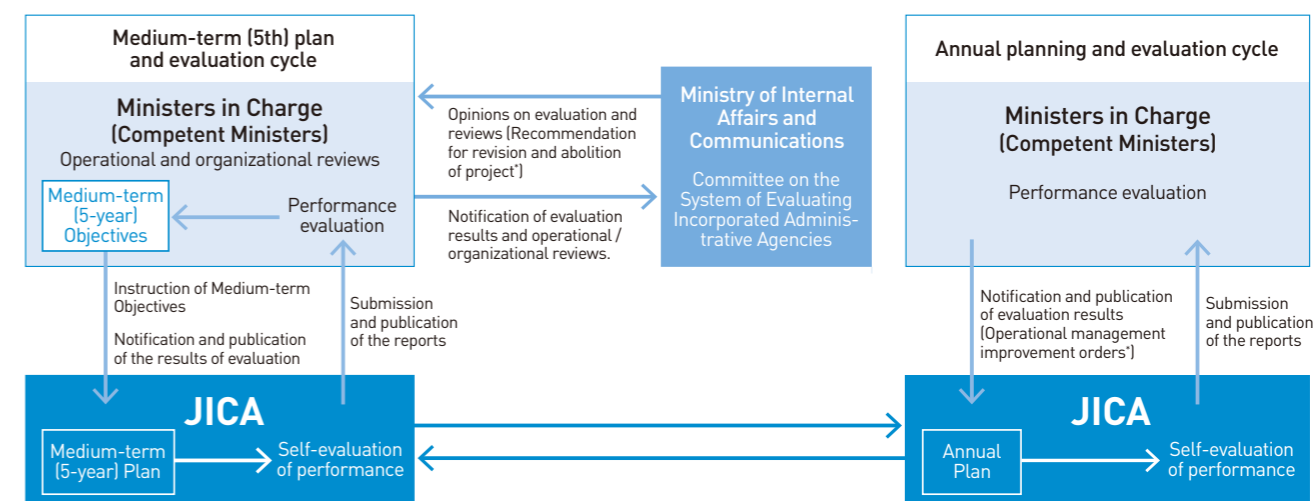 Medium-term (5th) plan
and evaluation cycle
Ministers in Charge
(Competent Ministers)
Operational and organizational reviews
Medium-term
(5-year)
Objectives
Performance
evaluation
Opinions on evaluation and
reviews (Recommendation
for revision and abolition
of project*)
Notification of evaluation
results and operational /
organizational reviews.
Ministry of Internal
Affairs and
Communications
Committee on the
System of Evaluating
Incorporated Adminis-
trative Agencies
Annual planning and evaluation cycle
Ministers in Charge
(Competent Ministers)
Performance evaluation
Instruction of Medium-term
Objectives
Notification and publication
of the results of evaluation
Submission
and publication
of the reports
Notification and publication
of evaluation results
(Operational management
improvement orders*)
Submission
and publication
of the reports
JICA
Medium-term
(5-year) Plan
Self-evaluation
of performance
JICA
Annual
Plan
Self-evaluation
of performance